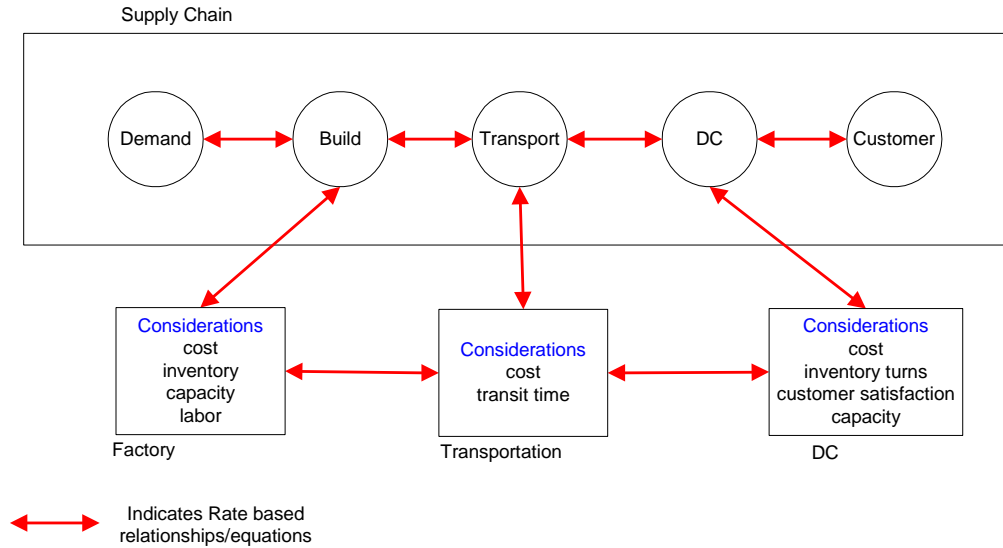 Supply Chain
Demand
Build
Transport
DC
Customer
Considerations
cost
inventory
capacity
labor
Factory
Considerations
cost
transit time
Transportation
Considerations
cost
inventory turns
customer satisfaction
capacity
DC
Indicates Rate based
relationships/equations